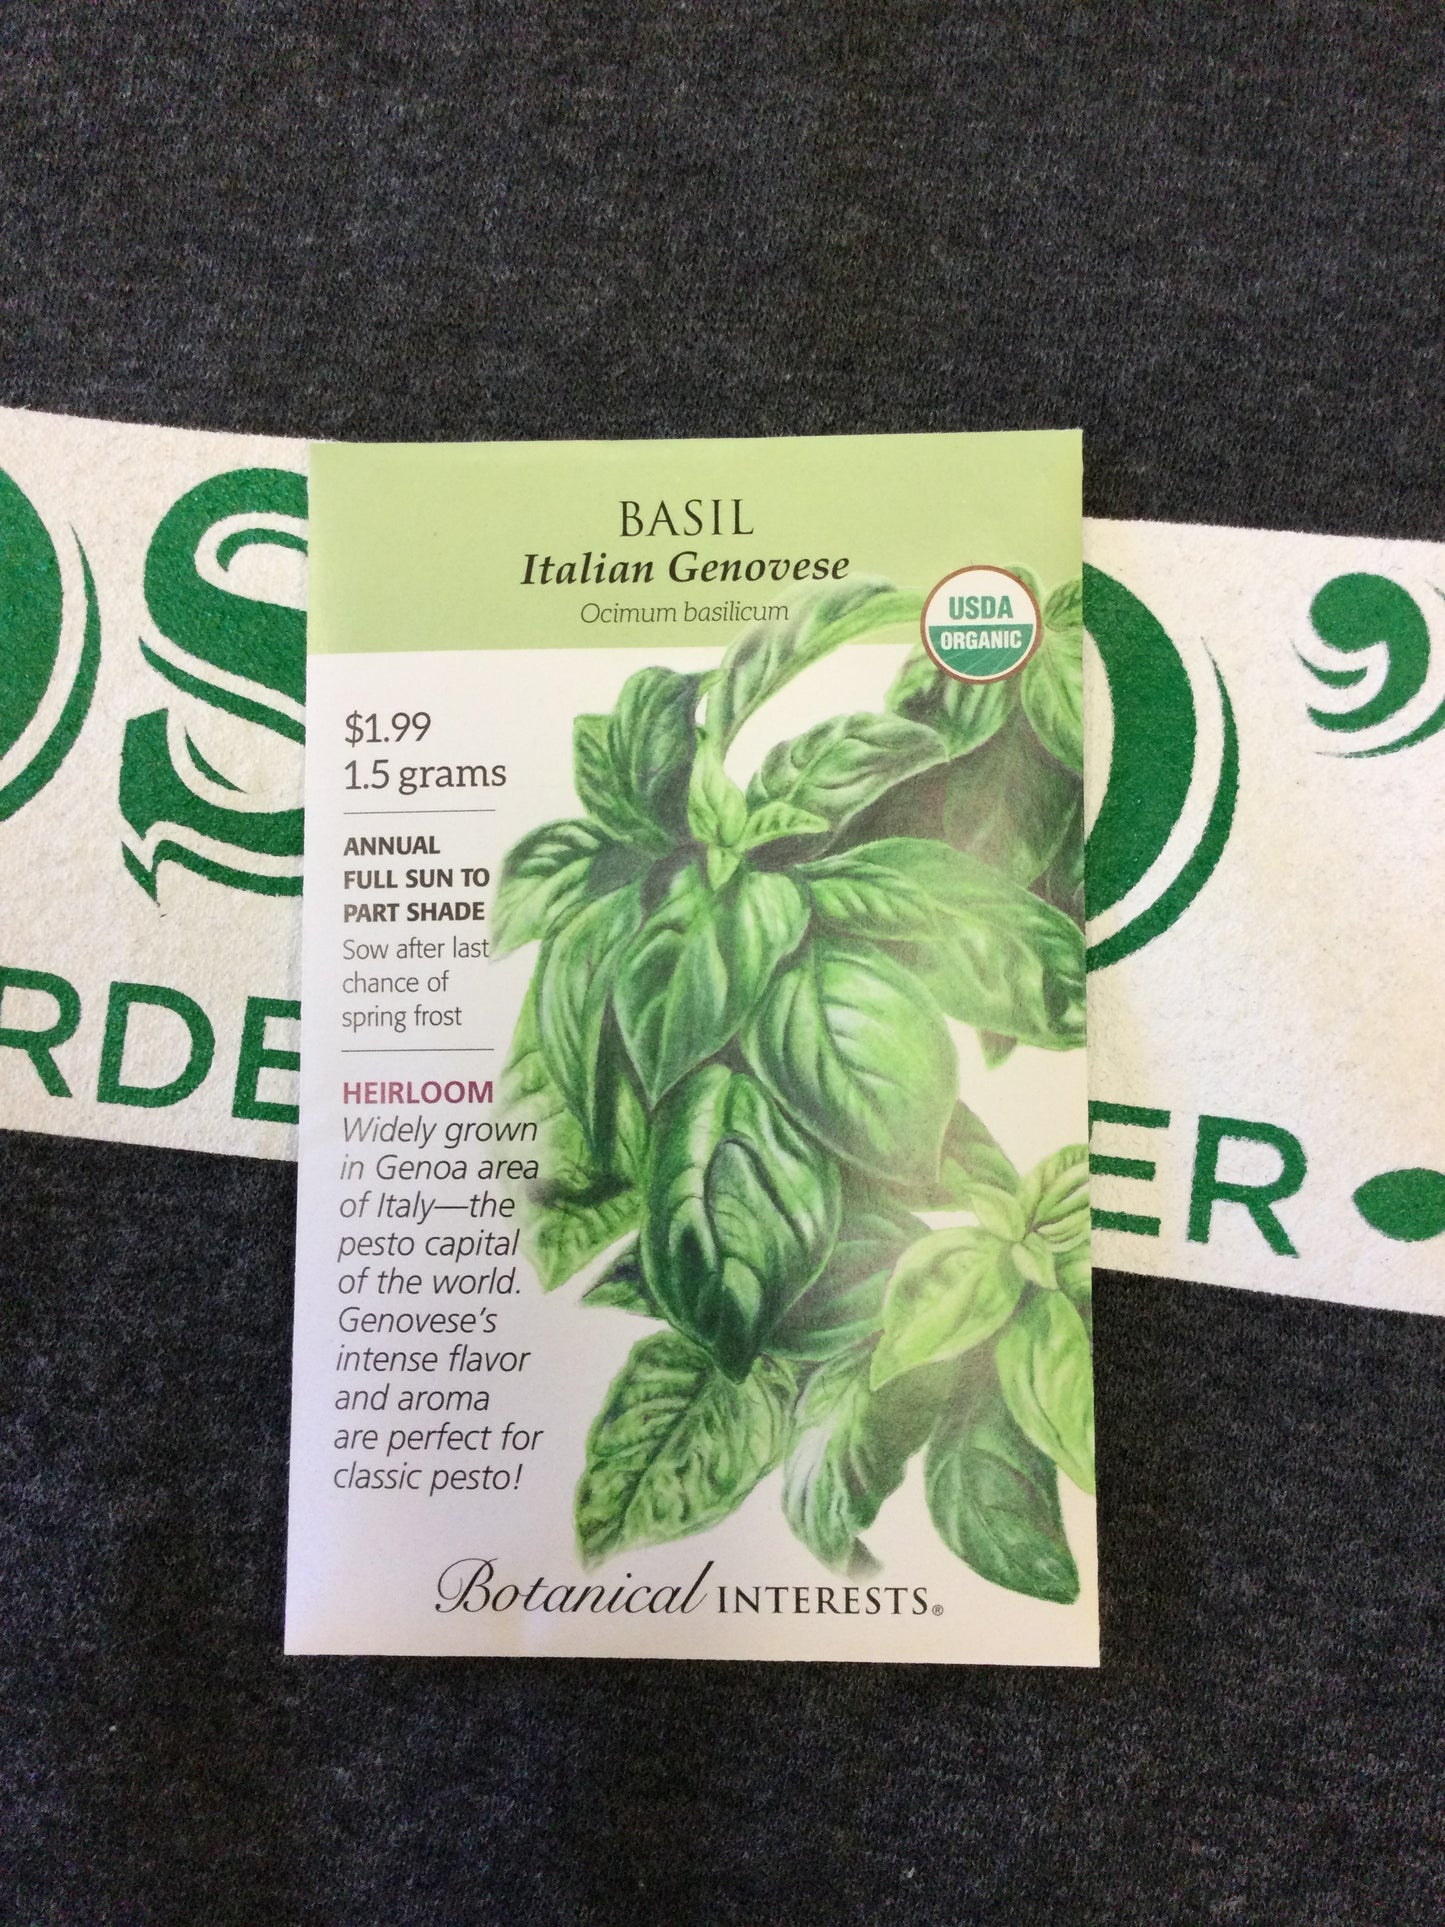 BASIL
Italian Genovese
Ocimum basilicum
USDA
ORGANIC
$1.99
1.5 grams
ANNUAL
FULL SUN TO
PART SHADE
Sow after last
chance of
spring frost
HEIRLOOM
Widely grown
in Genoa area
of Italy—the
pesto capital
of the world.
Genovese's
intense flavor
and aroma
are perfect for
classic pesto!
Botanical INTERESTS®